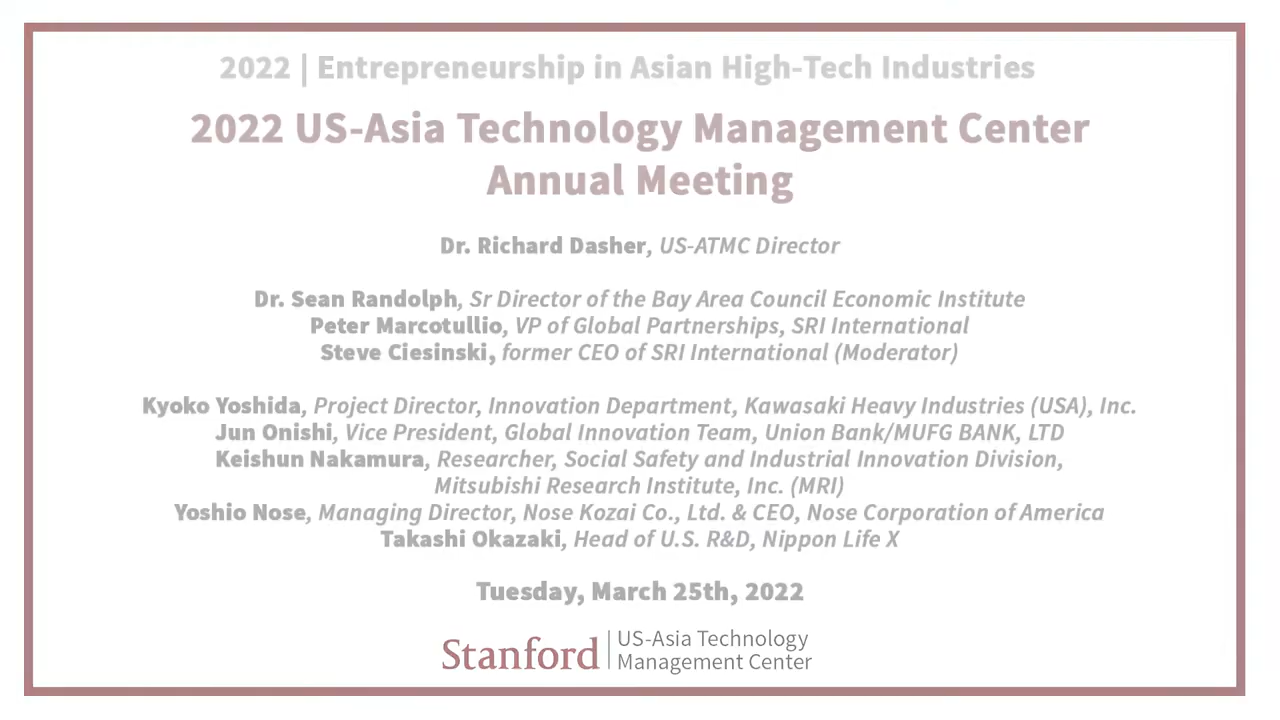 2022 | Entrepreneurship in Asian High-Tech Industries
2022 US-Asia Technology Management Center
Annual Meeting
Dr. Richard Dasher, US-ATMC Director
Dr. Sean Randolph, Sr Director of the Bay Area Council Economic Institute
Peter Marcotullio, VP of Global Partnerships, SRI International
Steve Ciesinski, former CEO of SRI International (Moderator)
Kyoko Yoshida, Project Director, Innovation Department, Kawasaki Heavy Industries (USA), Inc.
Jun Onishi, Vice President, Global Innovation Team, Union Bank/MUFG BANK, LTD
Keishun Nakamura, Researcher, Social Safety and Industrial Innovation Division,
Mitsubishi Research Institute, Inc. (MRI)
Yoshio Nose, Managing Director, Nose Kozai Co., Ltd. & CEO, Nose Corporation of America
Takashi Okazaki, Head of U.S. R&D, Nippon Life X
Tuesday, March 25th, 2022
Stanford | US-Asia Technology
Management Center